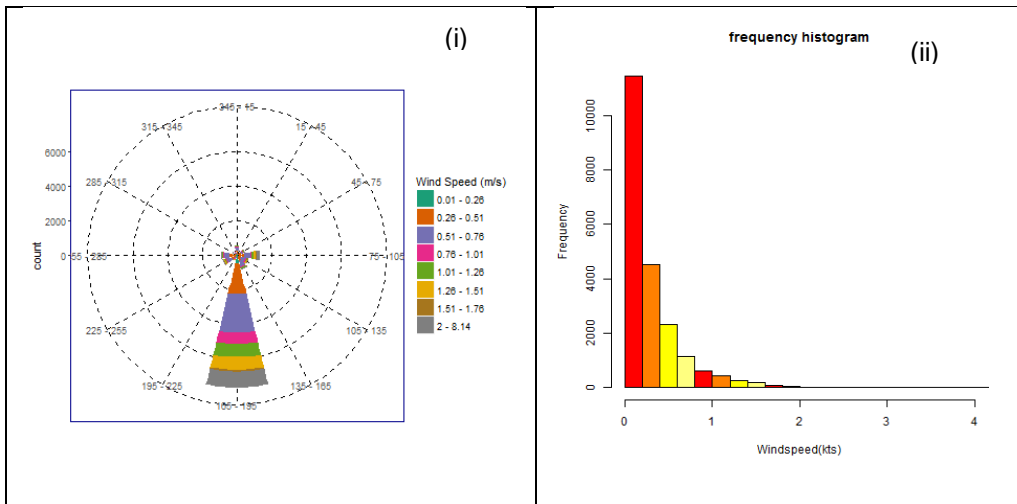 (i)
345 - 15
315 - 345
15 - 45
285 - 315
45 - 75
55 - 285
75 - 105
225 - 255
105 - 135
195 - 225
135 - 165
165 - 195
6000
4000
2000
0
count
Wind Speed (m/s)
0.01 - 0.26
0.26 - 0.51
0.51 - 0.76
0.76 - 1.01
1.01 - 1.26
1.26 - 1.51
1.51 - 1.76
2 - 8.14
frequency histogram
(ii)
Frequency
10000
8000
6000
4000
2000
0
0 1 2 3 4
Windspeed(kts)